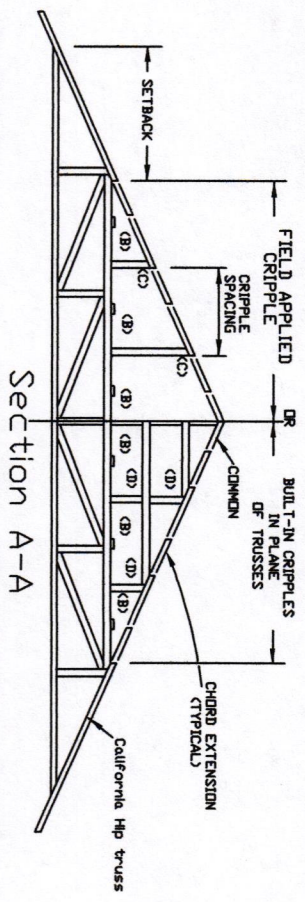 SETBACK
FIELD APPLIED
CRIPPLE
OR
BUILT-IN CRIPPLES
IN PLANE
OF TRUSSES
CRIPPLE
SPACING
COMMON
CHORD EXTENSION
(TYPICAL)
(C)
(C)
(B)
(B)
(B)
(B)
(B)
(B)
(D)
(D)
(D)
California Hip truss
Section A-A